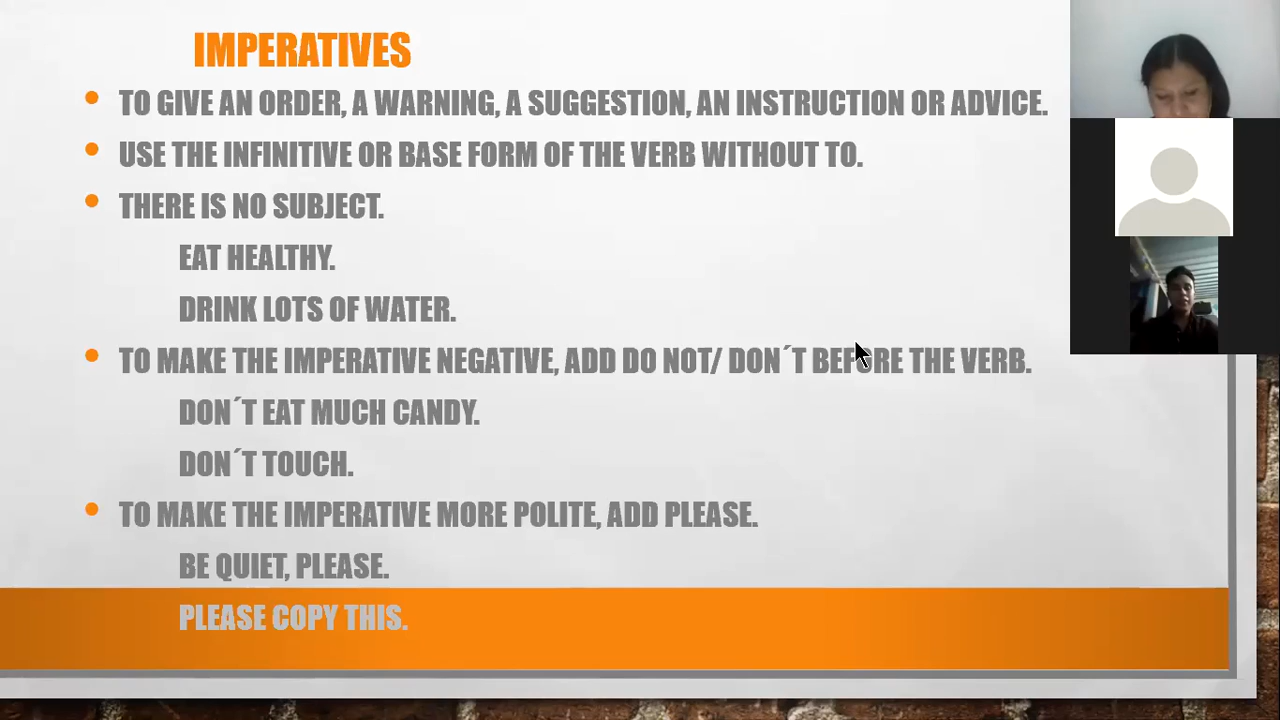 IMPERATIVES
TO GIVE AN ORDER, A WARNING, A SUGGESTION, AN INSTRUCTION OR ADVICE.
USE THE INFINITIVE OR BASE FORM OF THE VERB WITHOUT TO.
THERE IS NO SUBJECT.
EAT HEALTHY.
DRINK LOTS OF WATER.
TO MAKE THE IMPERATIVE NEGATIVE, ADD DO NOT/ DON´T BEFORE THE VERB.
DON´T EAT MUCH CANDY.
DON´T TOUCH.
TO MAKE THE IMPERATIVE MORE POLITE, ADD PLEASE.
BE QUIET, PLEASE.
PLEASE COPY THIS.